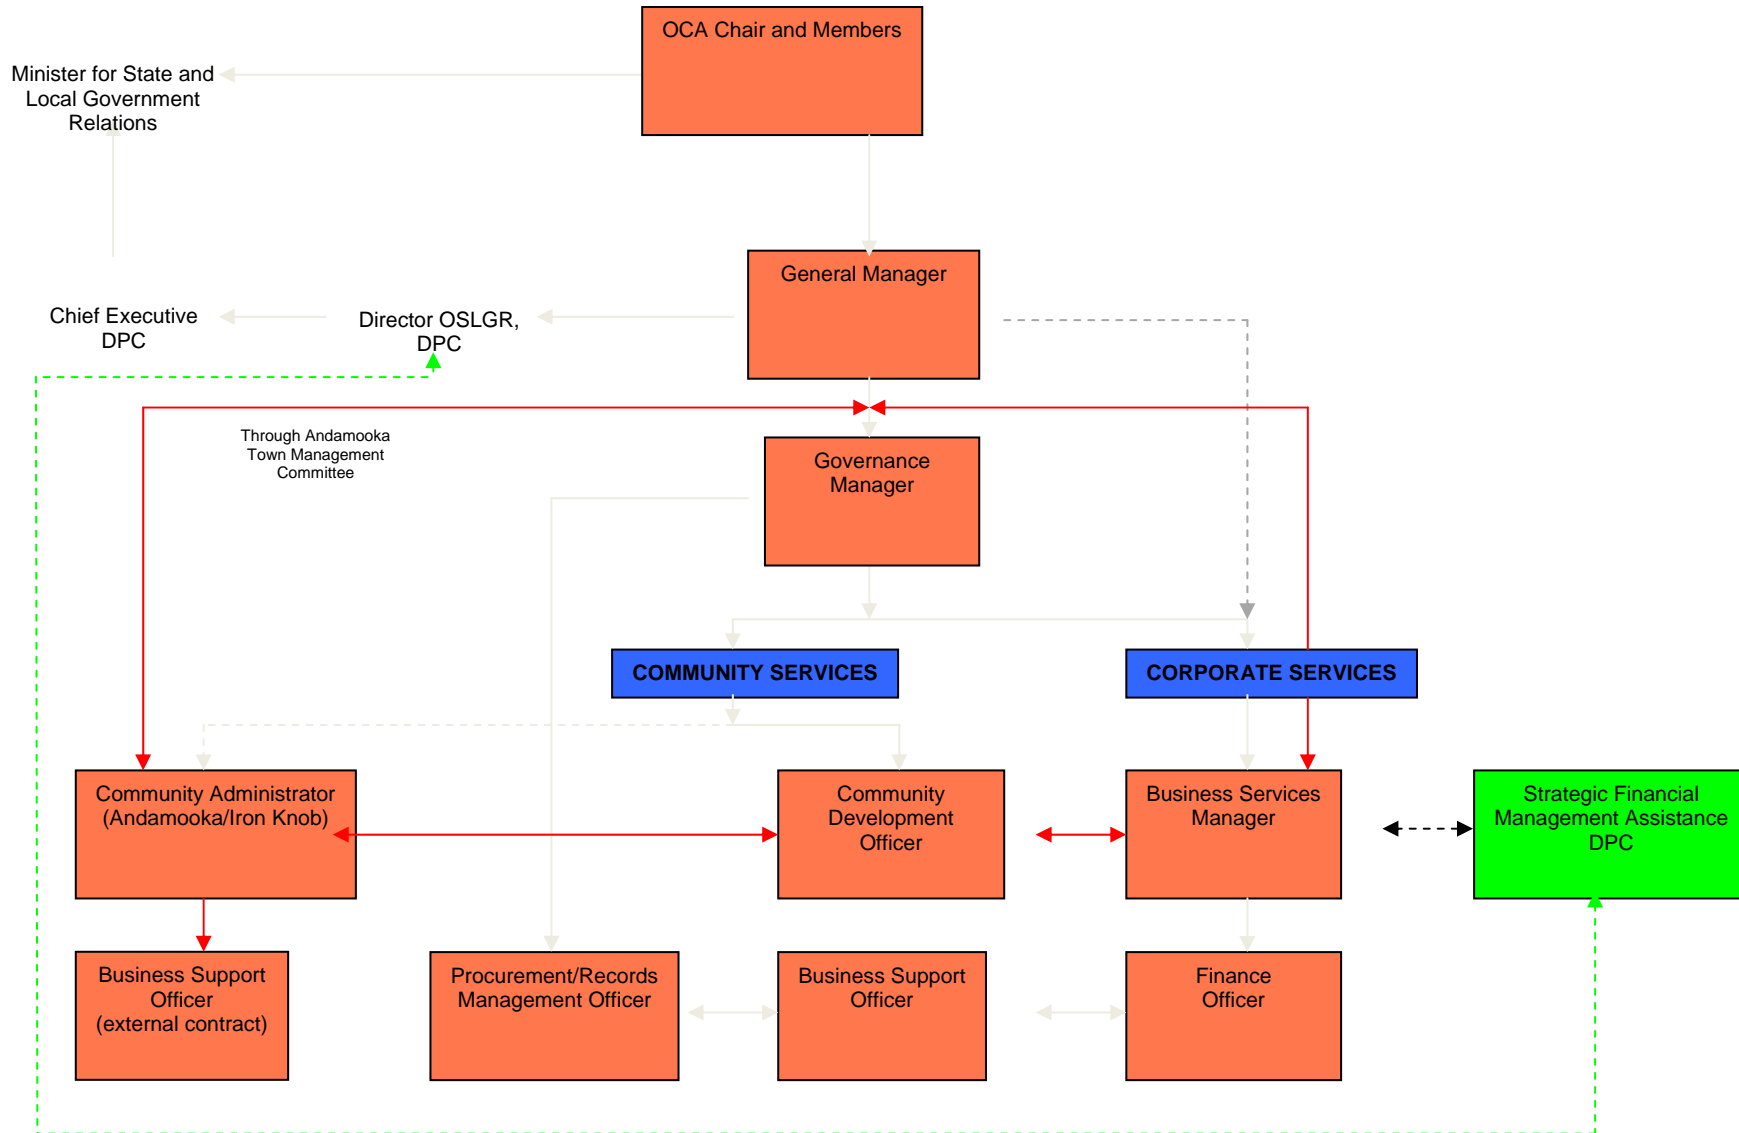 OCA Chair and Members
Minister for State and
Local Government
Relations
General Manager
Chief Executive
DPC
Director OSLGR,
DPC
Through Andamooka
Town Management
Committee
Governance
Manager
COMMUNITY SERVICES
CORPORATE SERVICES
Community Administrator
(Andamooka/Iron Knob)
Community
Development
Officer
Business Services
Manager
Strategic Financial
Management Assistance
DPC
Business Support
Officer
(external contract)
Procurement/Records
Management Officer
Business Support
Officer
Finance
Officer